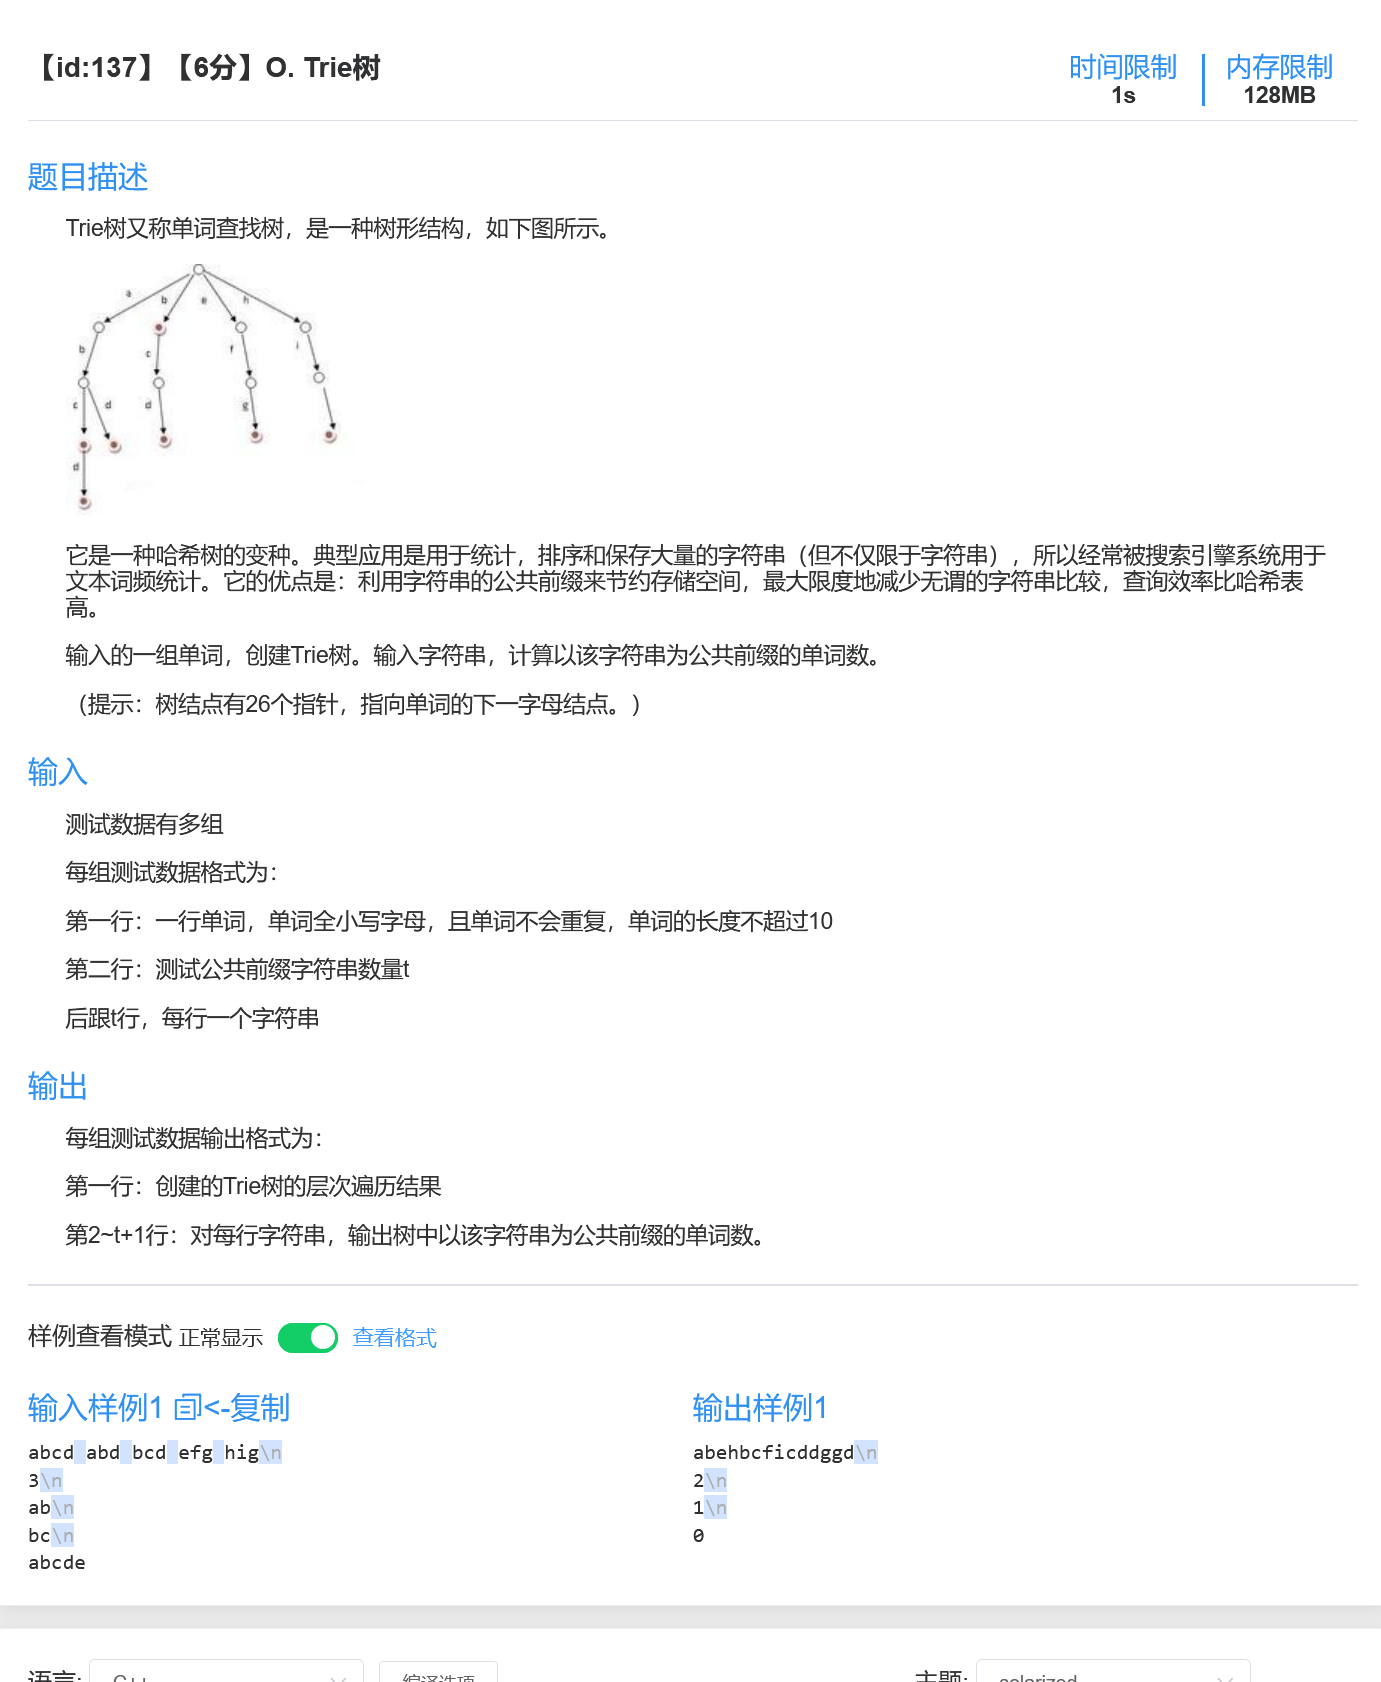 【id:137】【6分】O. Trie树
时间限制
1s
内存限制
128MB
题目描述
Trie树又称单词查找树，是一种树形结构，如下图所示。
a
b
e
h
b
c
f
i
c
d
d
g
d
它是一种哈希树的变种。典型应用是用于统计，排序和保存大量的字符串（但不仅限于字符串），所以经常被搜索引擎系统用于
文本词频统计。它的优点是：利用字符串的公共前缀来节约存储空间，最大限度地减少无谓的字符串比较，查询效率比哈希表
高。
输入的一组单词，创建Trie树。输入字符串，计算以该字符串为公共前缀的单词数。
（提示：树结点有26个指针，指向单词的下一字母结点。）
输入
测试数据有多组
每组测试数据格式为：
第一行：一行单词，单词全小写字母，且单词不会重复，单词的长度不超过10
第二行：测试公共前缀字符串数量t
后跟t行，每行一个字符串
输出
每组测试数据输出格式为：
第一行：创建的Trie树的层次遍历结果
第2~t+1行：对每行字符串，输出树中以该字符串为公共前缀的单词数。
样例查看模式 正常显示 查看格式
输入样例1 <-复制
abcd abd bcd efg hig\n
3\n
ab\n
bc\n
abcde
输出样例1
abehbcficddggd\n
2\n
1\n
0
语言: C++ 编译选项
主题: solarized